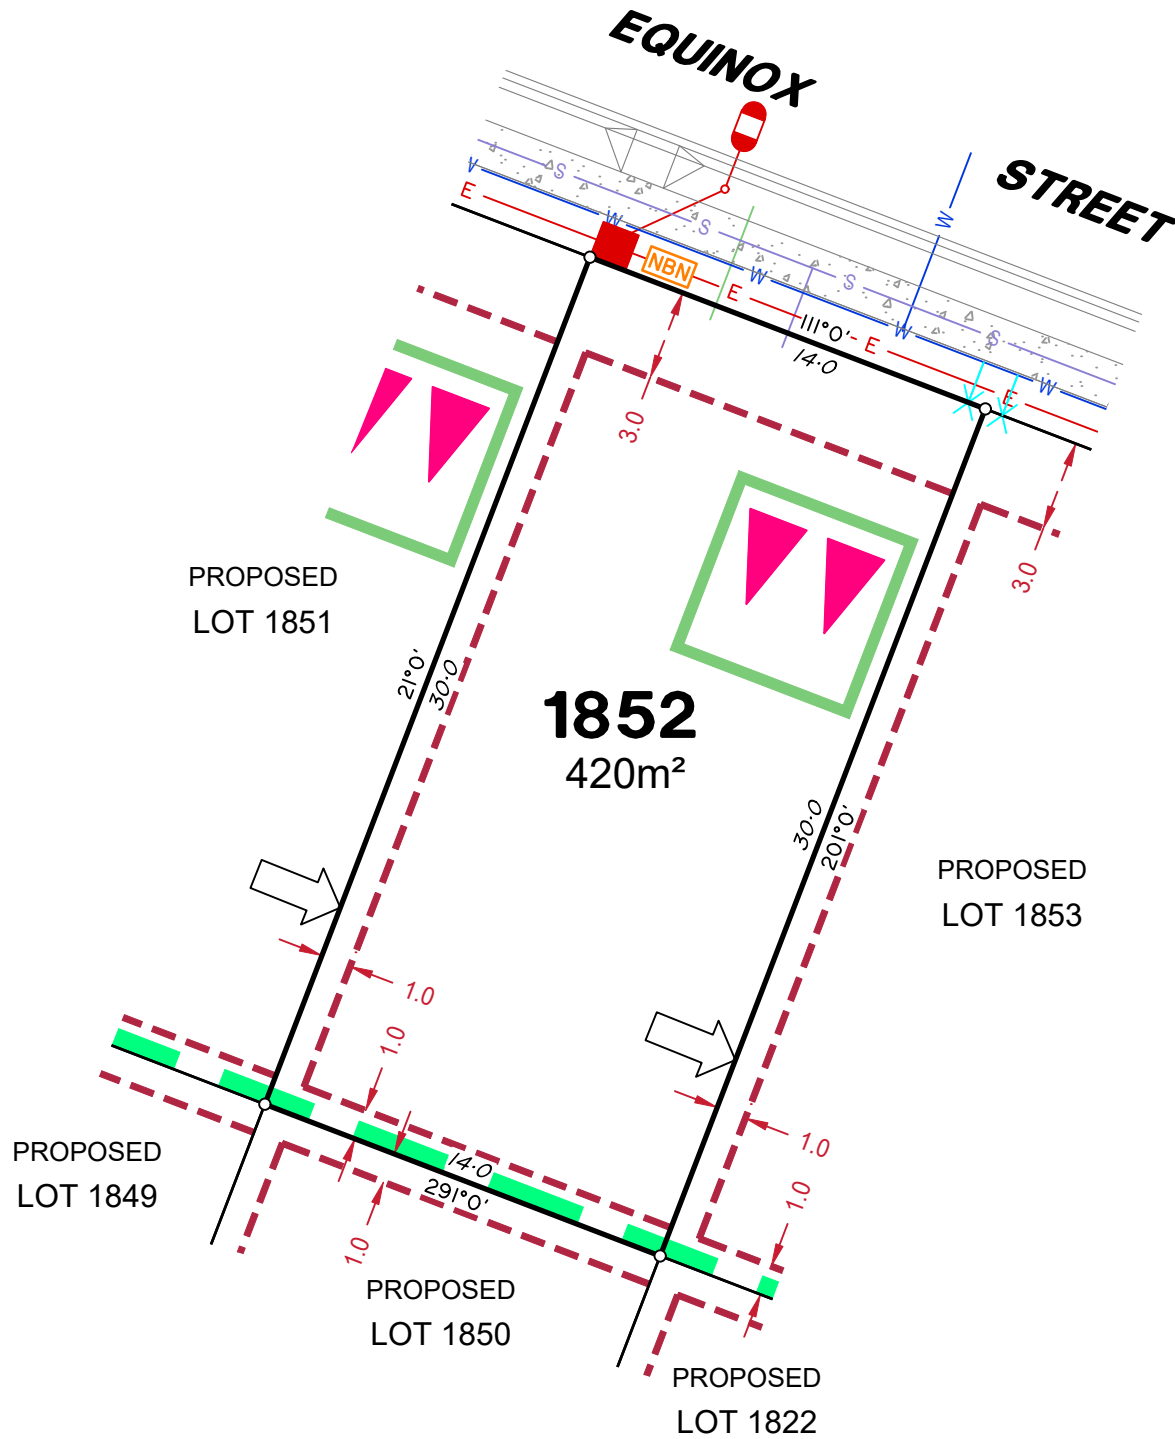 EQUINOX
STREET
V
W
W
W
W
W
E
E
E
E
S
S
S
S
NBN
111°0'
14·0
3.0
3.0
PROPOSED
LOT 1851
21°0'
30·0
1852
420m²
30·0
201°0'
PROPOSED
LOT 1853
1.0
1.0
1.0
1.0
14·0
291°0'
1.0
PROPOSED
LOT 1849
PROPOSED
LOT 1850
PROPOSED
LOT 1822